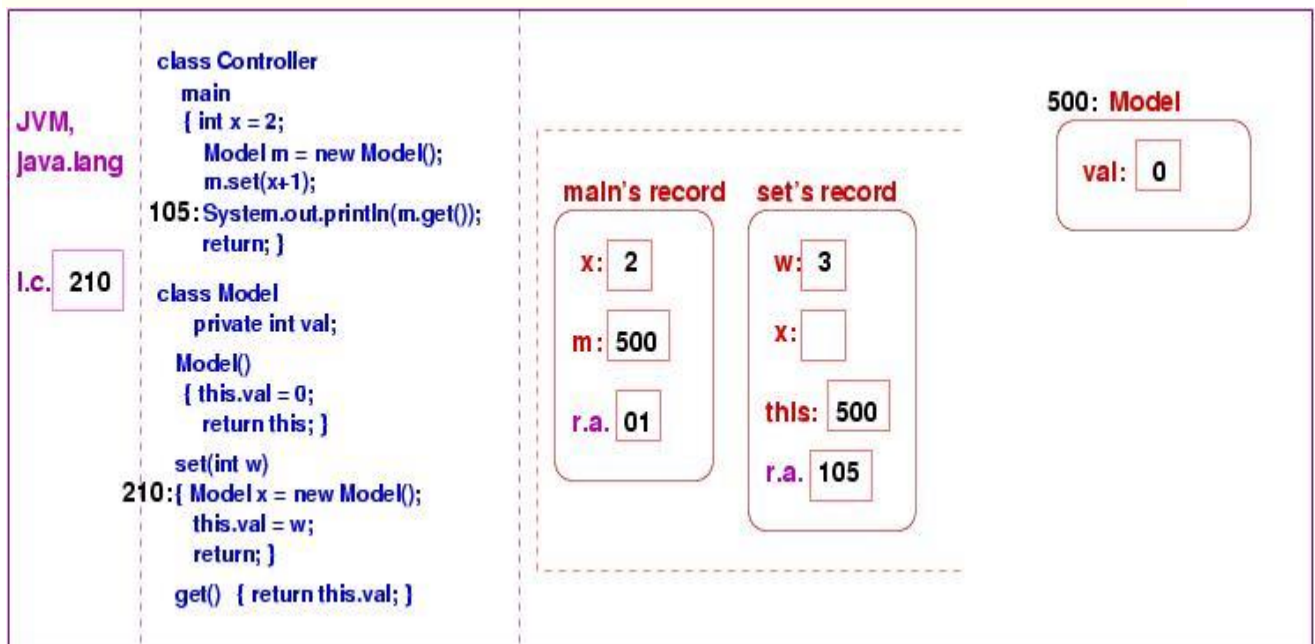 JVM,
java.lang
i.c. 210
class Controller
main
{ int x = 2;
Model m = new Model();
m.set(x+1);
105: System.out.println(m.get());
return; }
class Model
private int val;
Model()
{ this.val = 0;
return this; }
set(int w)
210: { Model x = new Model();
this.val = w;
return; }
get() { return this.val; }
main's record
x: 2
m: 500
r.a. 01
set's record
w: 3
x:
this: 500
r.a. 105
500: Model
val: 0